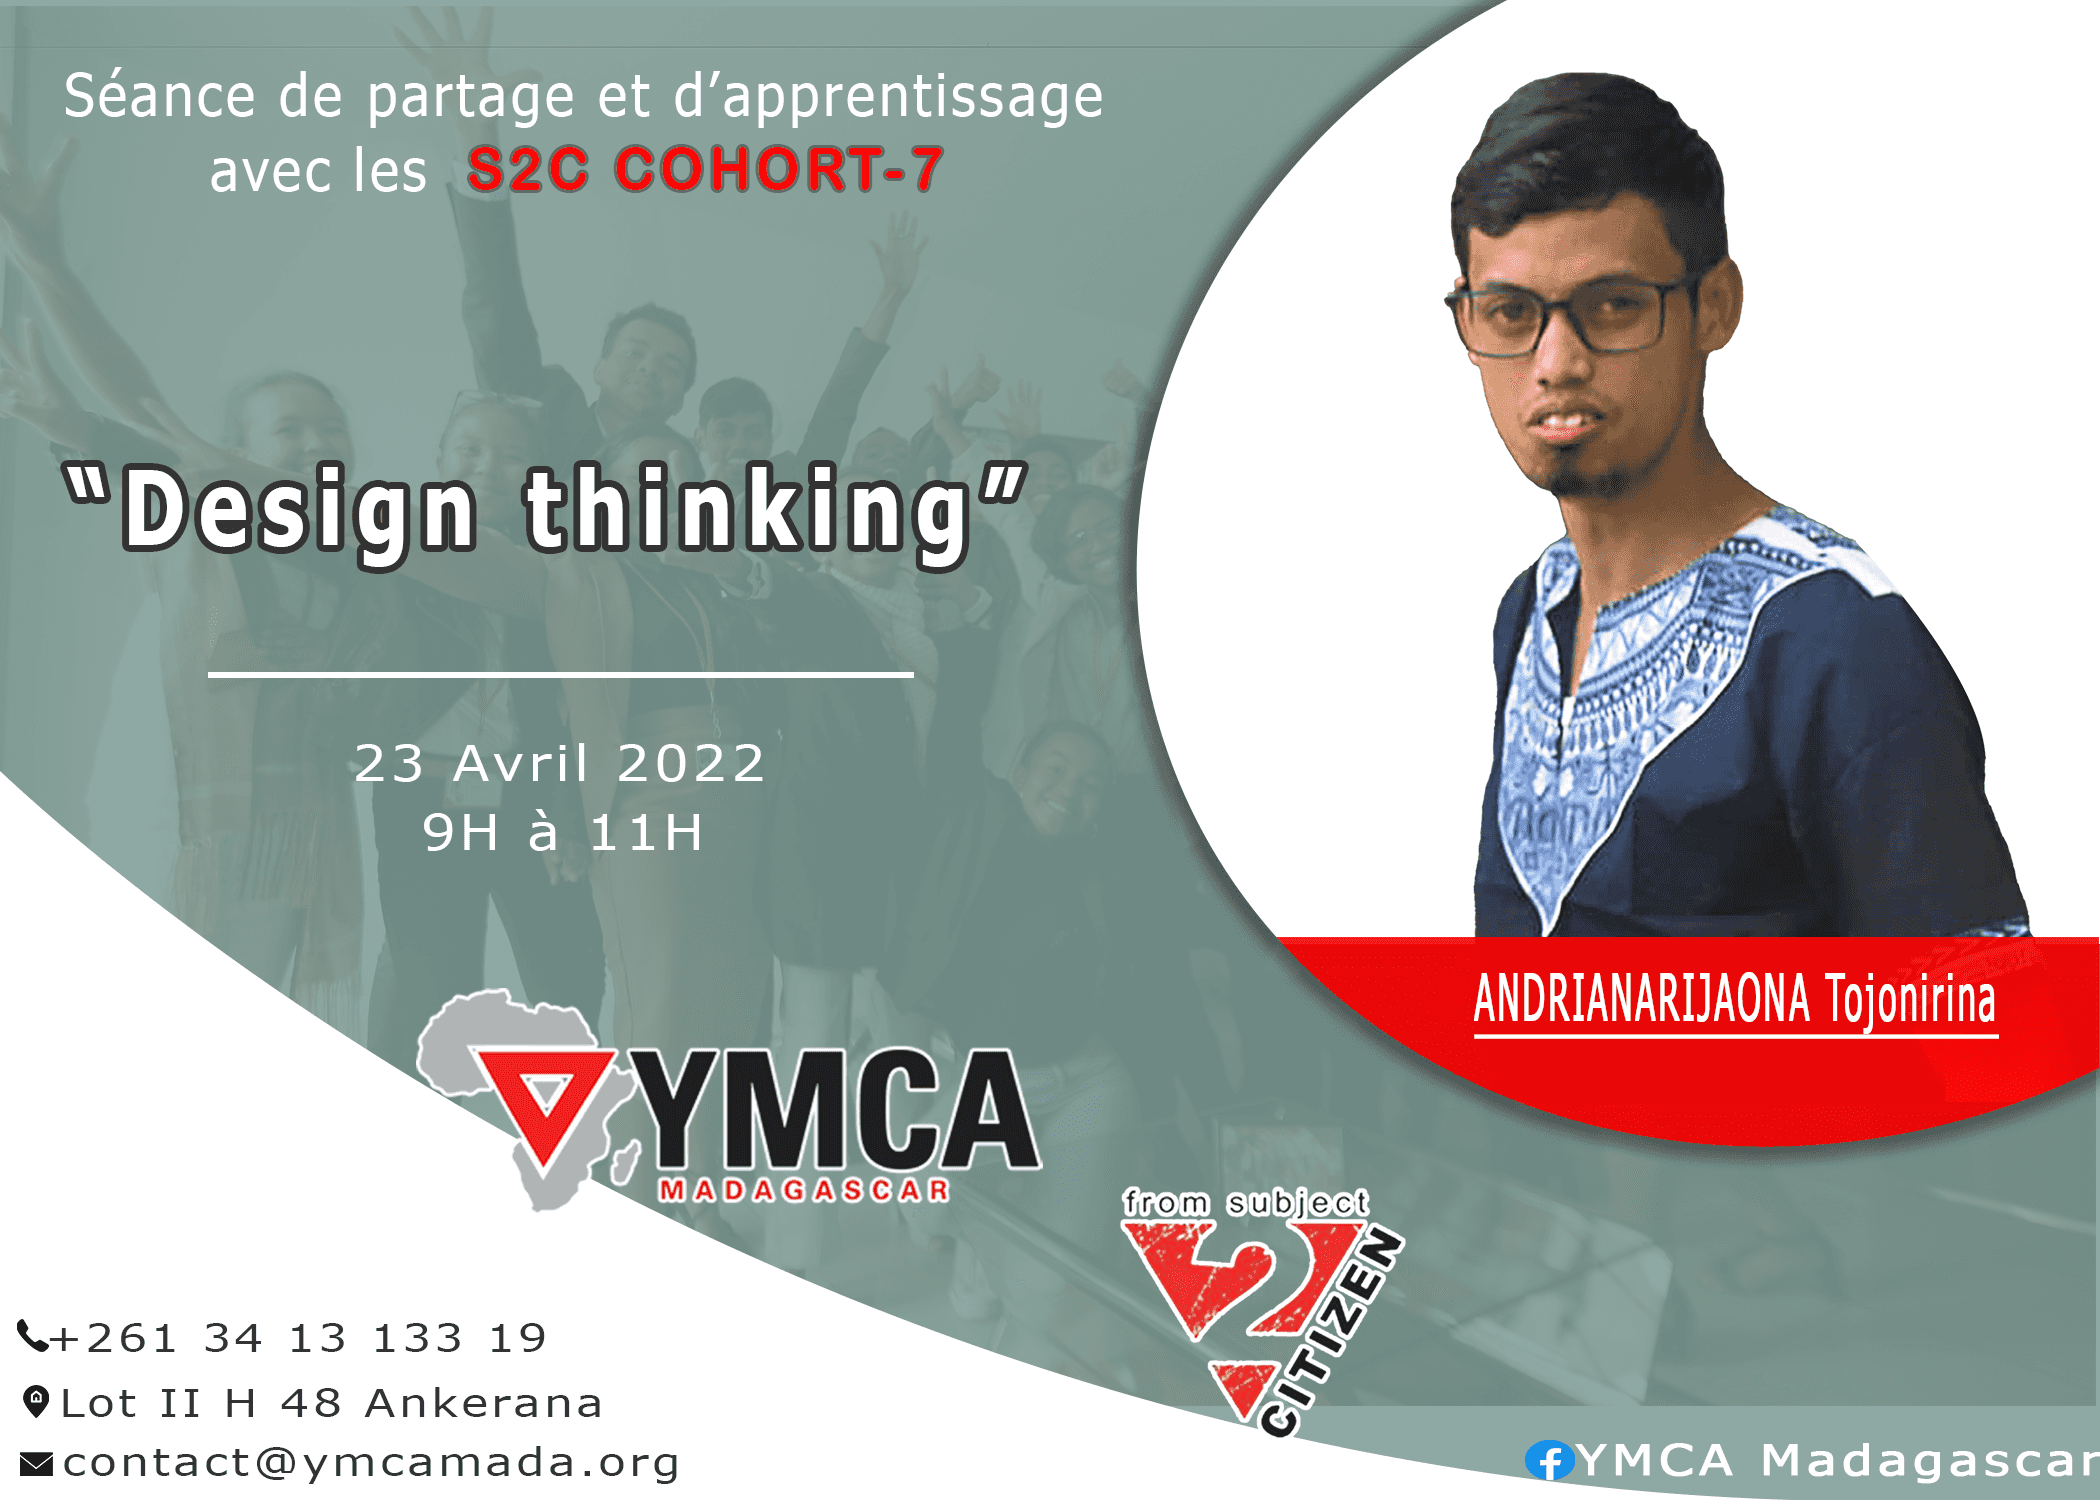 Séance de partage et d’apprentissage
avec les S2C COHORT-7
“Design thinking”
23 Avril 2022
9H à 11H
ANDRIANARIJAONA Tojonirina
YMCA
MADAGASCAR
from subject
2
CITIZEN
+261 34 13 133 19
Lot II H 48 Ankerana
contact@ymcamada.org
YMCA Madagascar